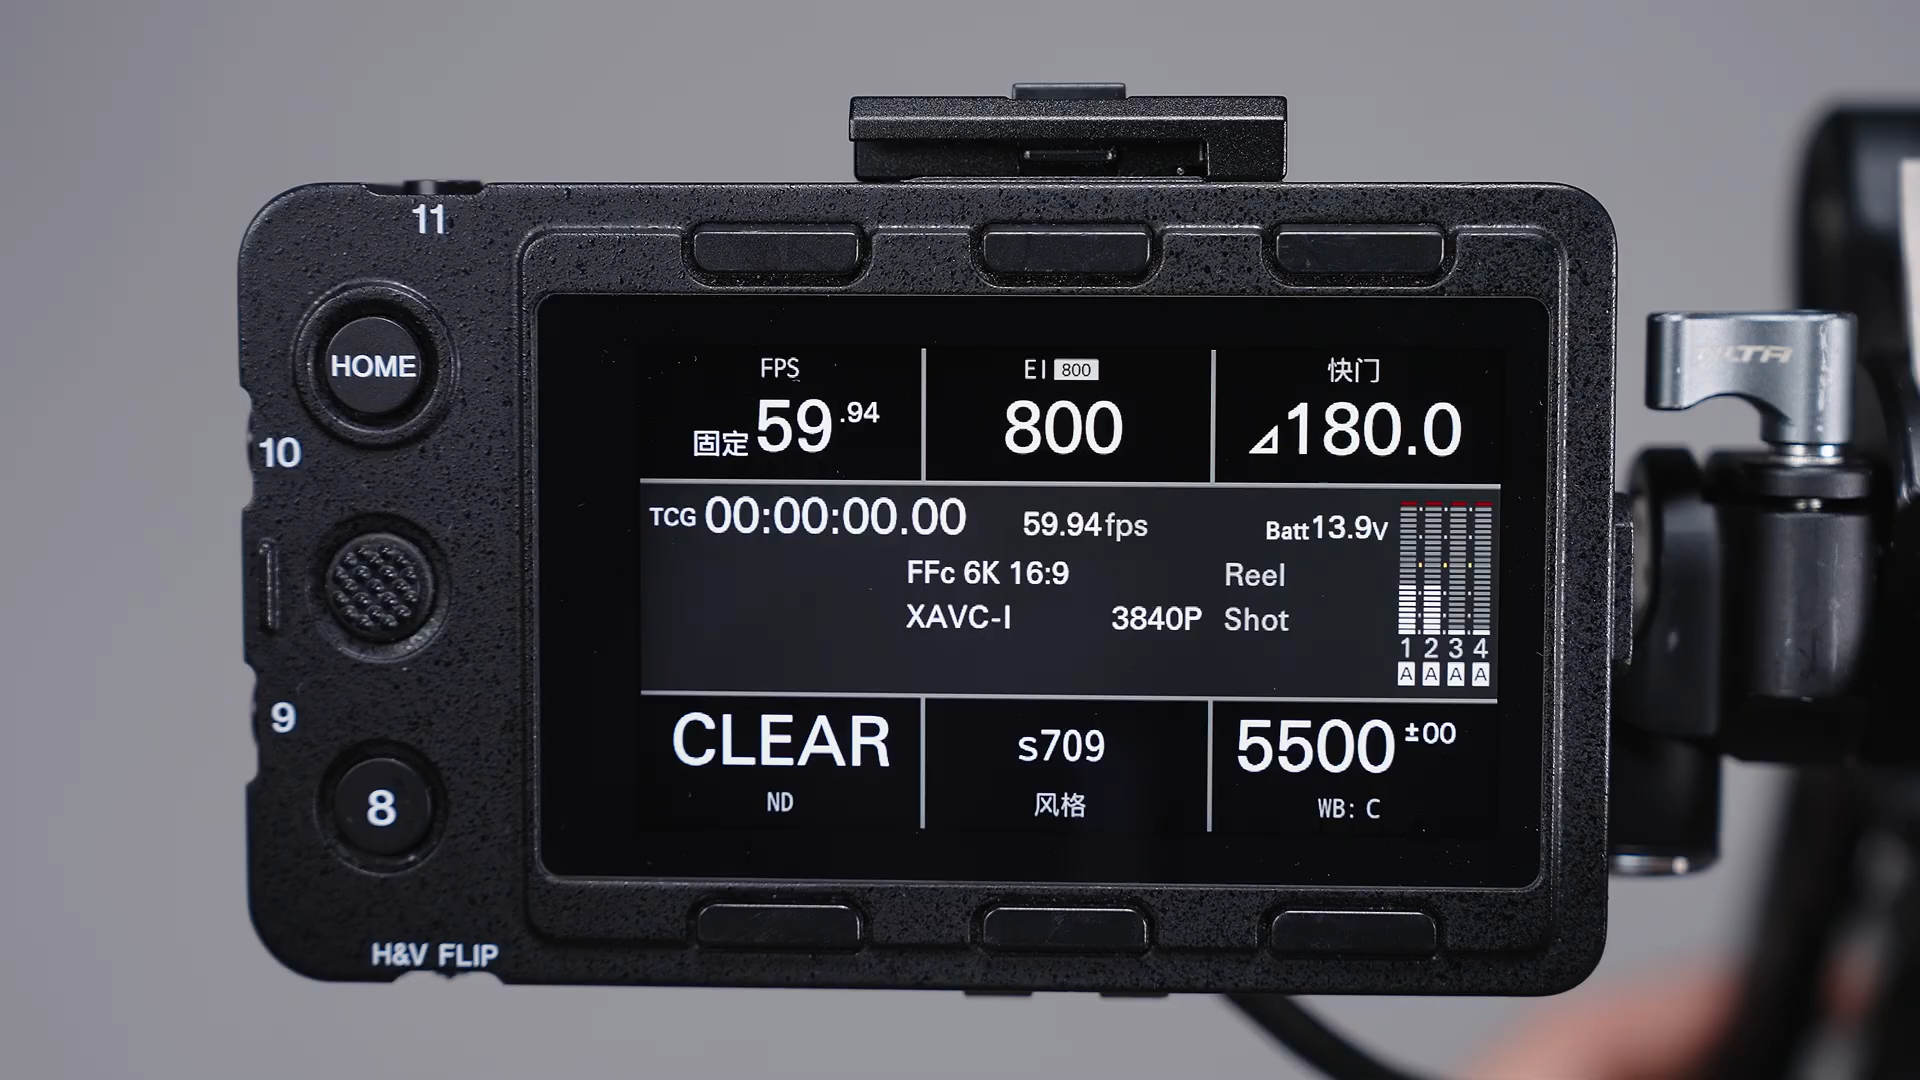 11
HOME
10
9
8
H&V FLIP
FPS
固定 59.94
EI 800
800
快门
⊿180.0
TCG 00:00:00.00
59.94fps
Batt 13.9V
FFc 6K 16:9
Reel
XAVC-I
3840P
Shot
1 2 3 4
A A A A
CLEAR
ND
s709
风格
5500 ±00
WB: C
TILTA